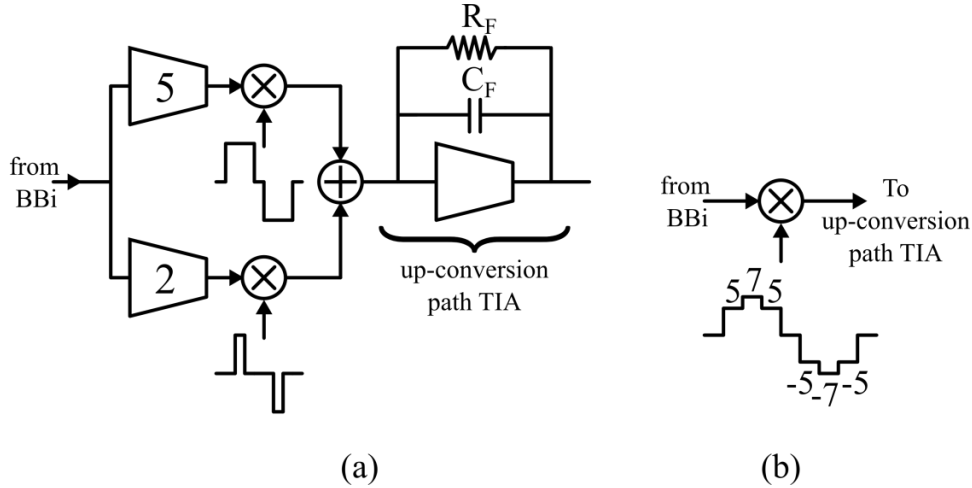 R_F
C_F
5
from
BBi
2
up-conversion
path TIA
(a)
from
BBi
To
up-conversion
path TIA
5 7 5
-5 -7 -5
(b)